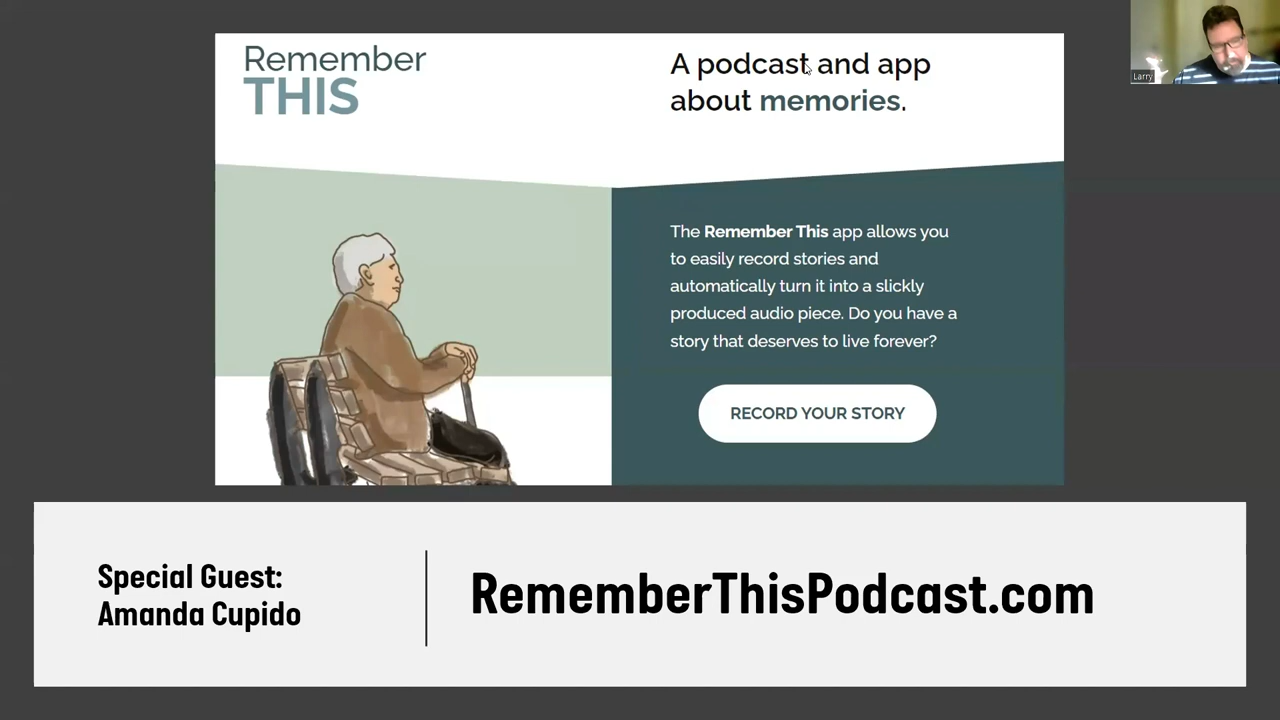 Remember
THIS
A podcast and app
about memories.
Larry
The Remember This app allows you
to easily record stories and
automatically turn it into a slickly
produced audio piece. Do you have a
story that deserves to live forever?
RECORD YOUR STORY
Special Guest:
Amanda Cupido
RememberThisPodcast.com